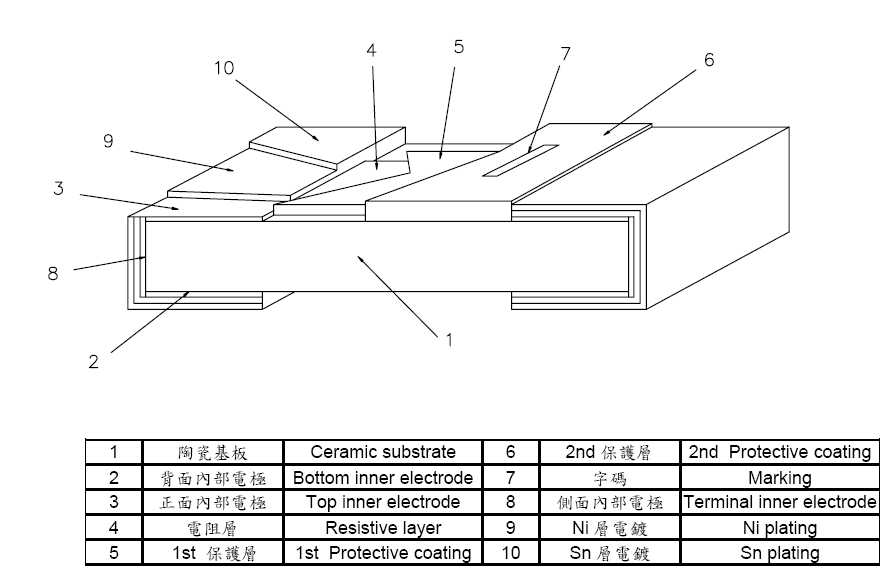 4
5
7
6
10
9
3
8
2
1
1 陶瓷基板 Ceramic substrate 6 2nd 保護層 2nd Protective coating
2 背面內部電極 Bottom inner electrode 7 字碼 Marking
3 正面內部電極 Top inner electrode 8 側面內部電極 Terminal inner electrode
4 電阻層 Resistive layer 9 Ni 層電鍍 Ni plating
5 1st 保護層 1st Protective coating 10 Sn 層電鍍 Sn plating